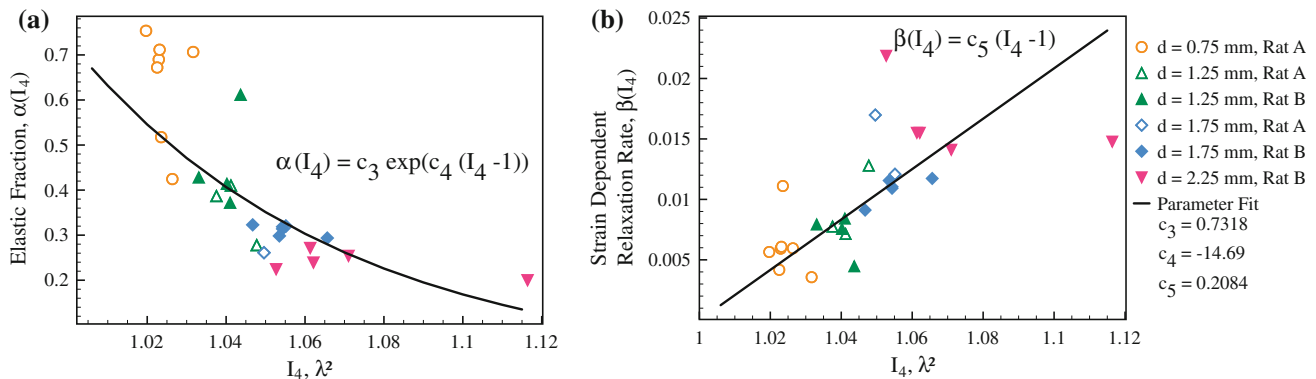 (a)
Elastic Fraction, α(I₄)
0.7
0.6
0.5
0.4
0.3
0.2
α(I₄) = c₃ exp(c₄ (I₄ -1))
1.02
1.04
1.06
1.08
1.1
1.12
I₄, λ²
(b)
Strain Dependent
Relaxation Rate, β(I₄)
0.025
0.02
0.015
0.01
0.005
β(I₄) = c₅ (I₄ -1)
1
1.02
1.04
1.06
1.08
1.1
1.12
I₄, λ²
d = 0.75 mm, Rat A
d = 1.25 mm, Rat A
d = 1.25 mm, Rat B
d = 1.75 mm, Rat A
d = 1.75 mm, Rat B
d = 2.25 mm, Rat B
Parameter Fit
c₃ = 0.7318
c₄ = -14.69
c₅ = 0.2084